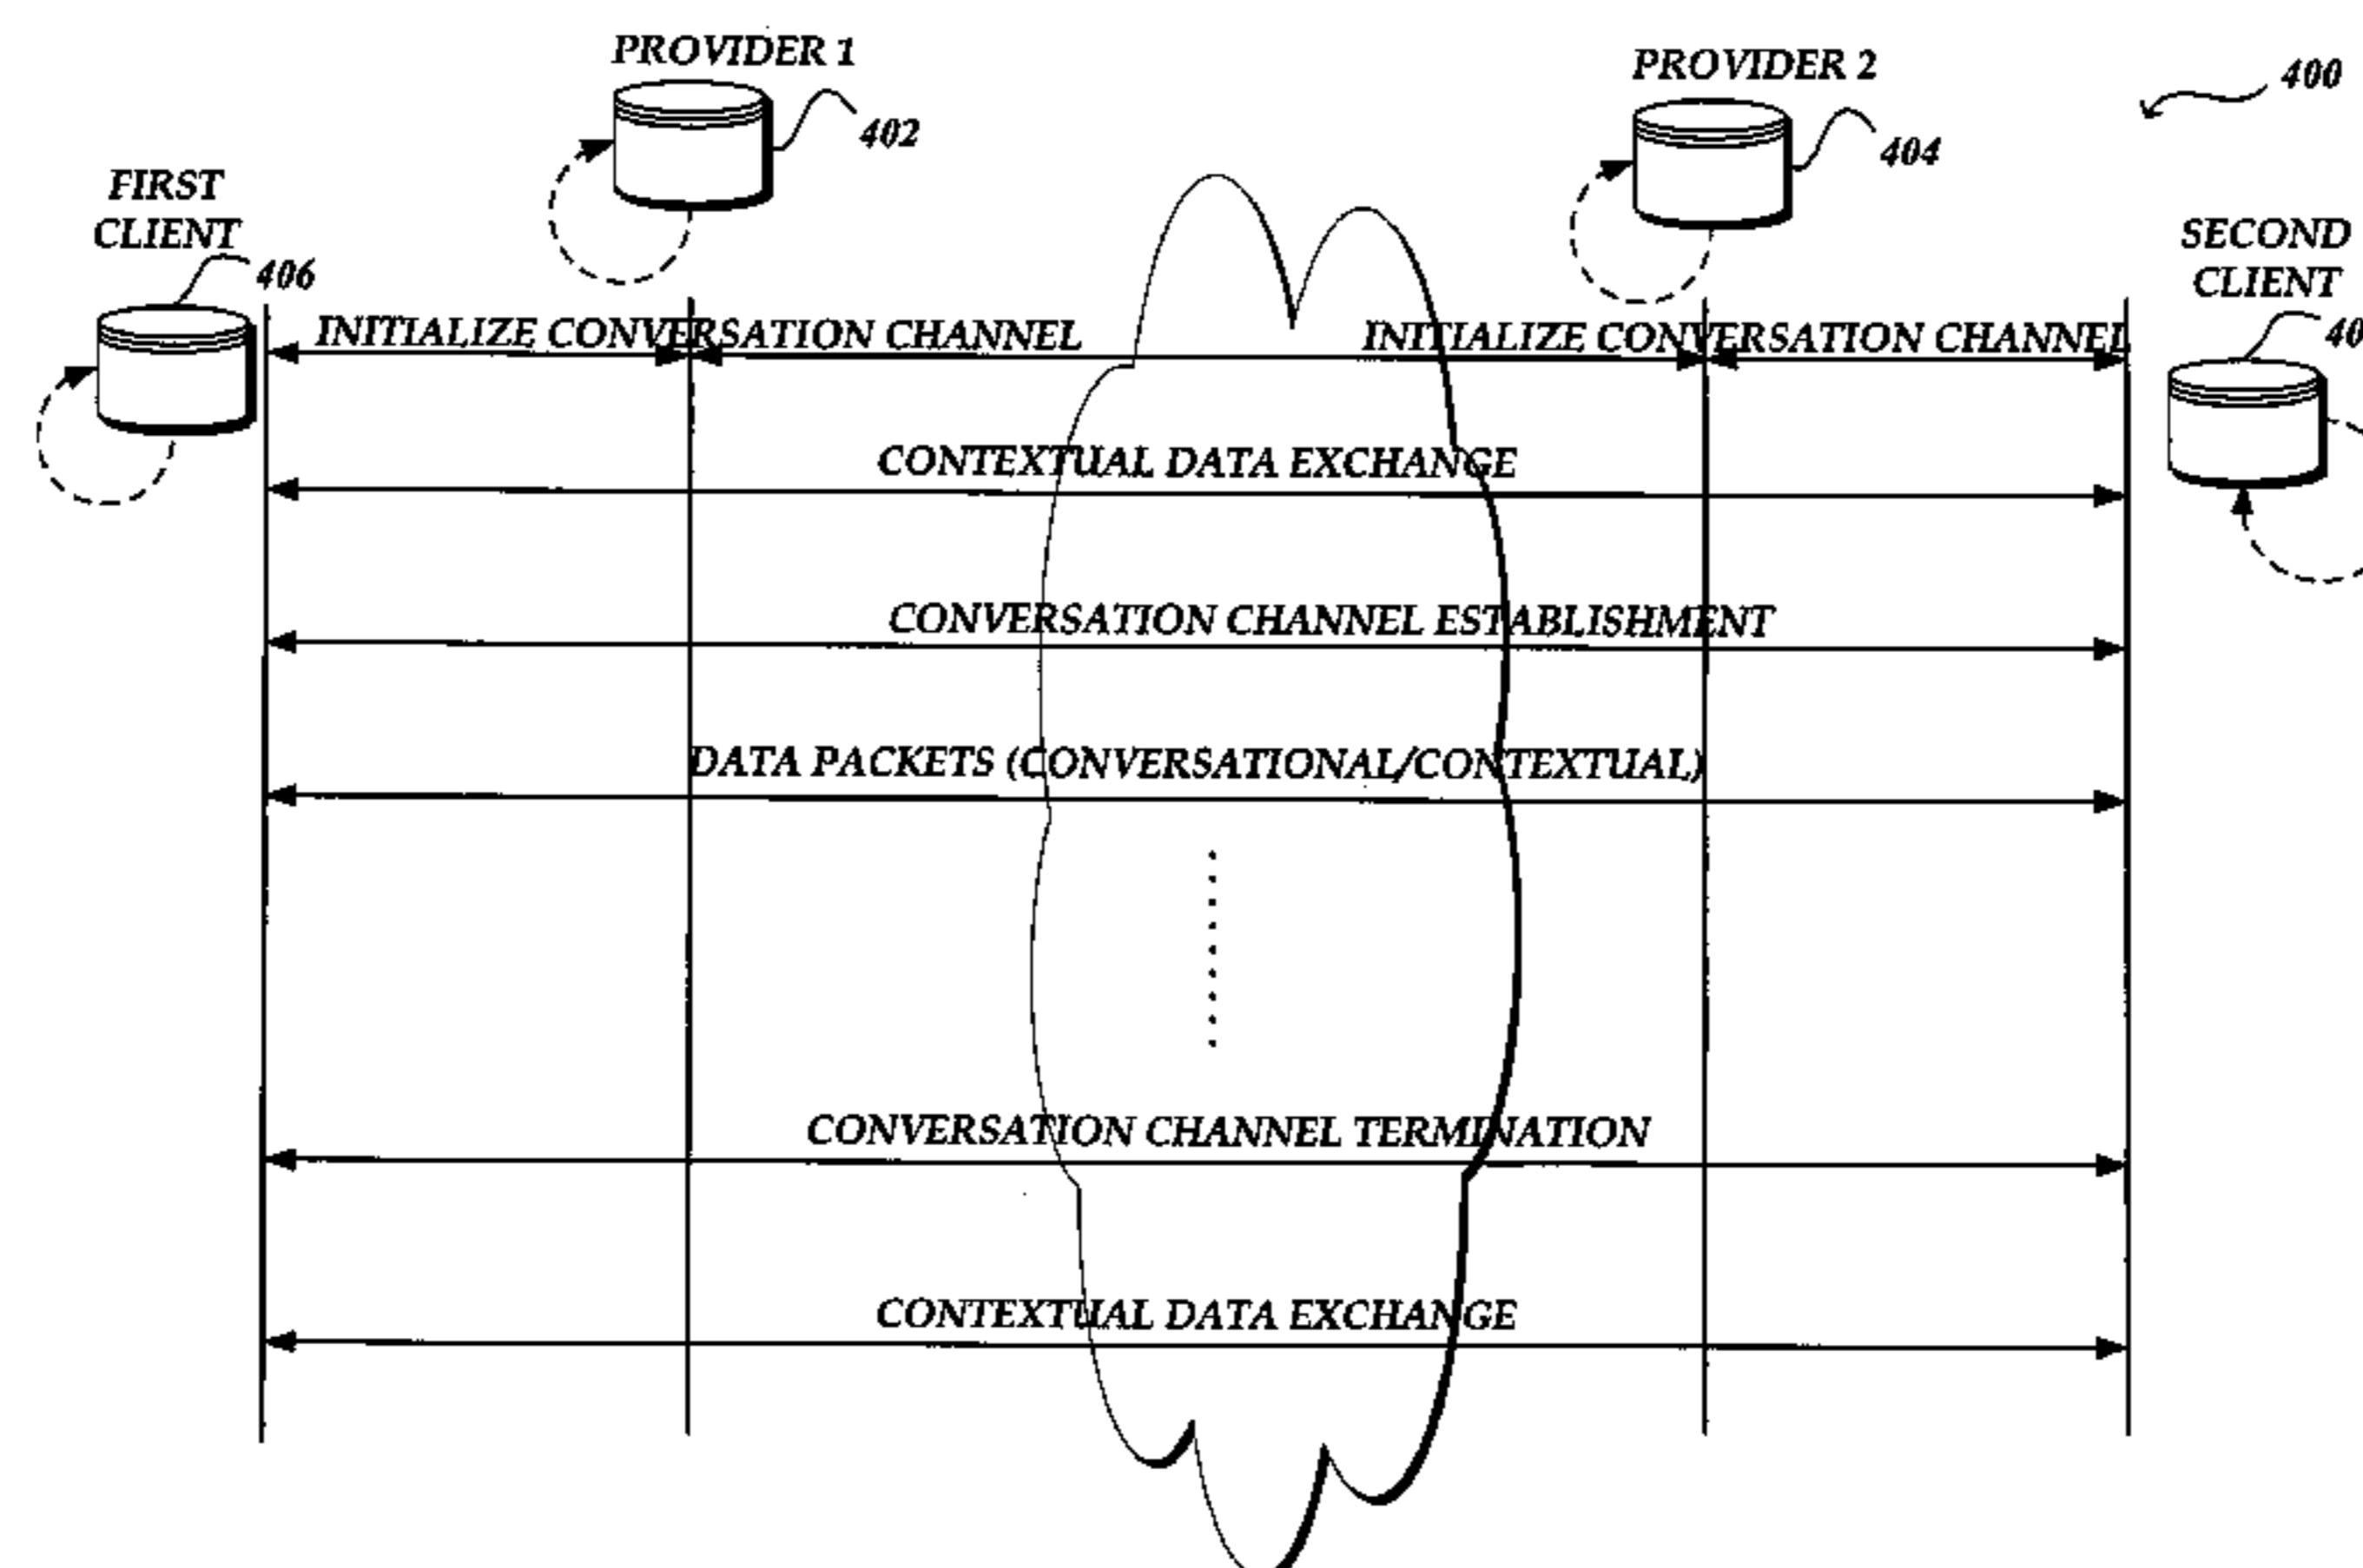 PROVIDER 1
402
PROVIDER 2
404
400
FIRST
CLIENT
406
SECOND
CLIENT
INITIALIZE CONVERSATION CHANNEL
INITIALIZE CONVERSATION CHANNEL
CONTEXTUAL DATA EXCHANGE
CONVERSATION CHANNEL ESTABLISHMENT
DATA PACKETS (CONVERSATIONAL/CONTEXTUAL)
CONVERSATION CHANNEL TERMINATION
CONTEXTUAL DATA EXCHANGE